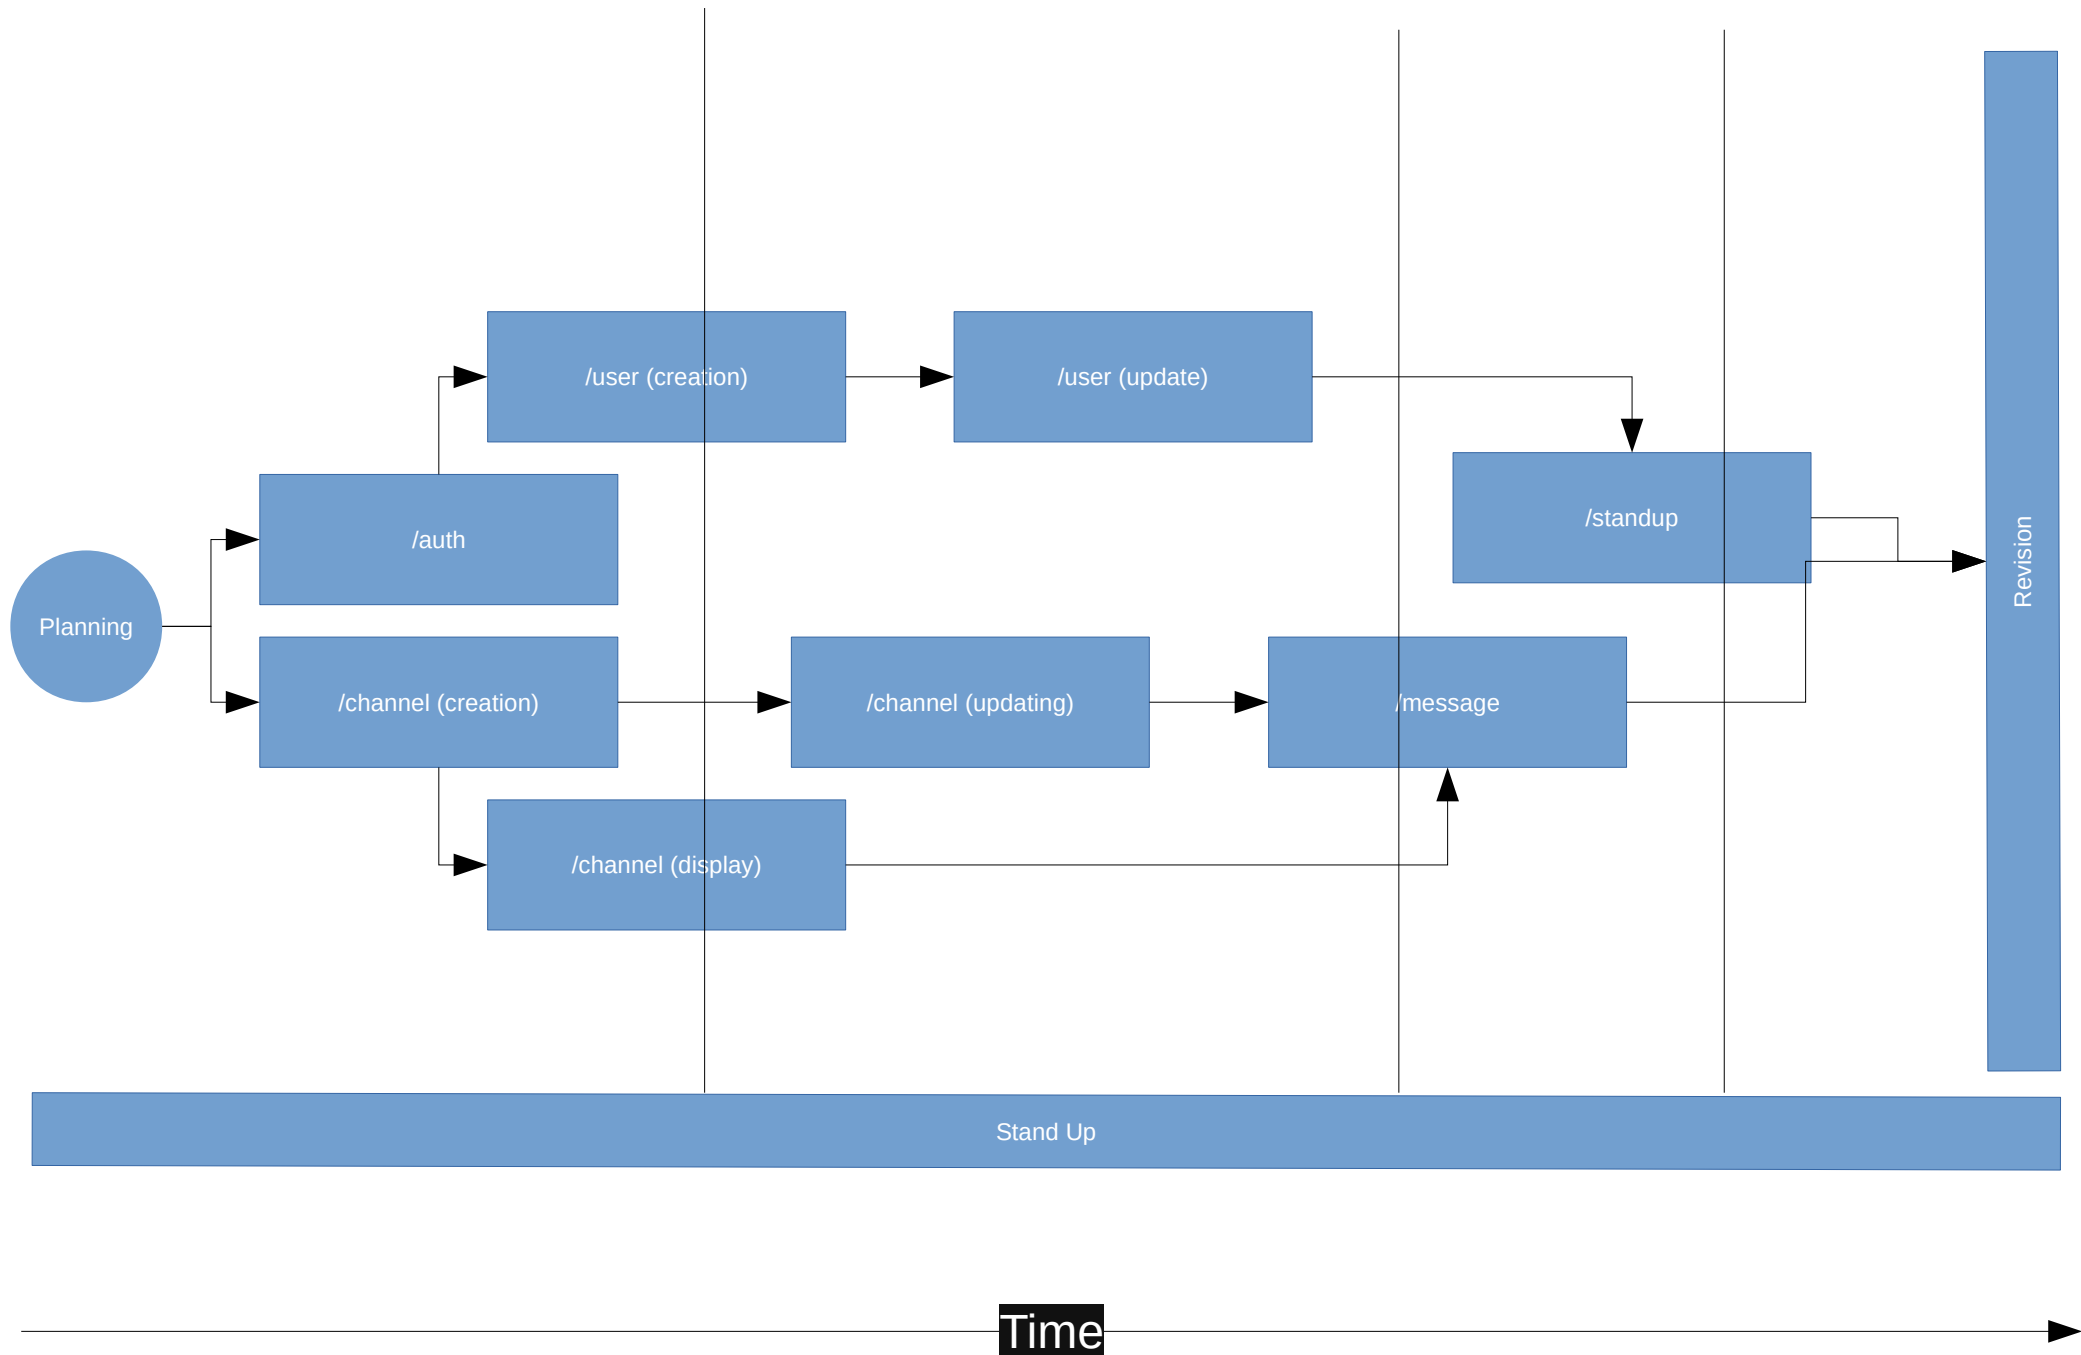 /user (creation)
/user (update)
/standup
/auth
Revision
Planning
/channel (creation)
/channel (updating)
/message
/channel (display)
Stand Up
Time